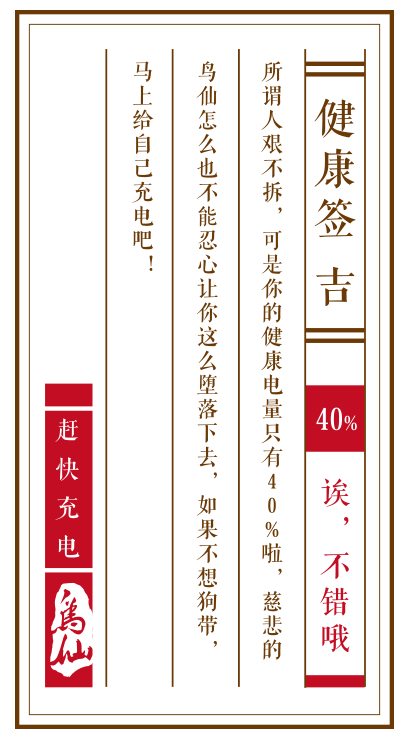 健康签 吉
40%
诶，不错哦
所谓人艰不拆，可是你的健康电量只有40%啦，慈悲的
鸟仙怎么也不能忍心让你这么堕落下去，如果不想狗带，
马上给自己充电吧！
赶快充电
鸟仙